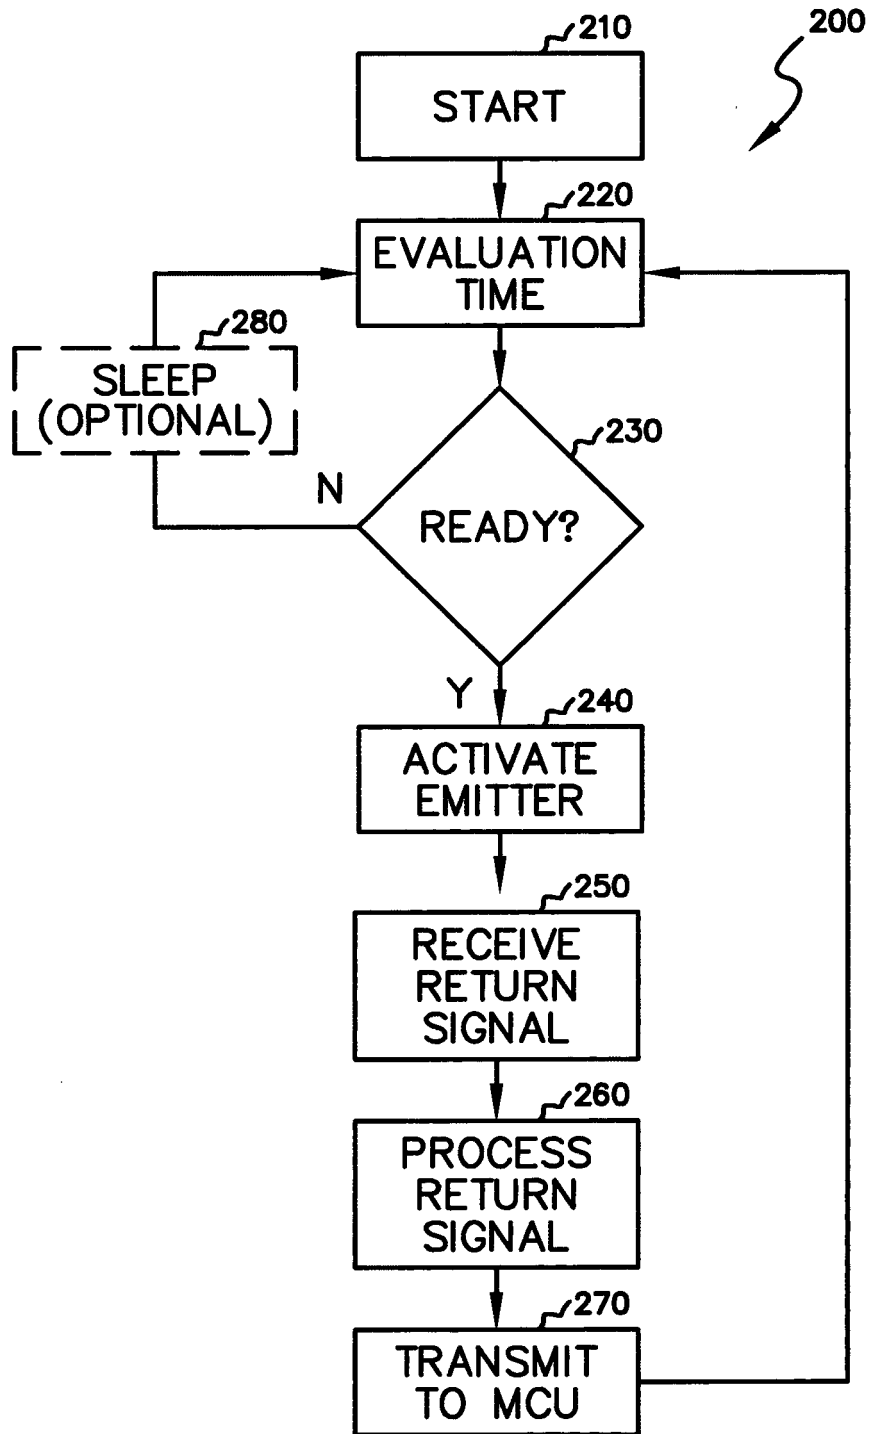 210
200
START
220
EVALUATION
TIME
280
SLEEP
(OPTIONAL)
230
N
READY?
Y
240
ACTIVATE
EMITTER
250
RECEIVE
RETURN
SIGNAL
260
PROCESS
RETURN
SIGNAL
270
TRANSMIT
TO MCU